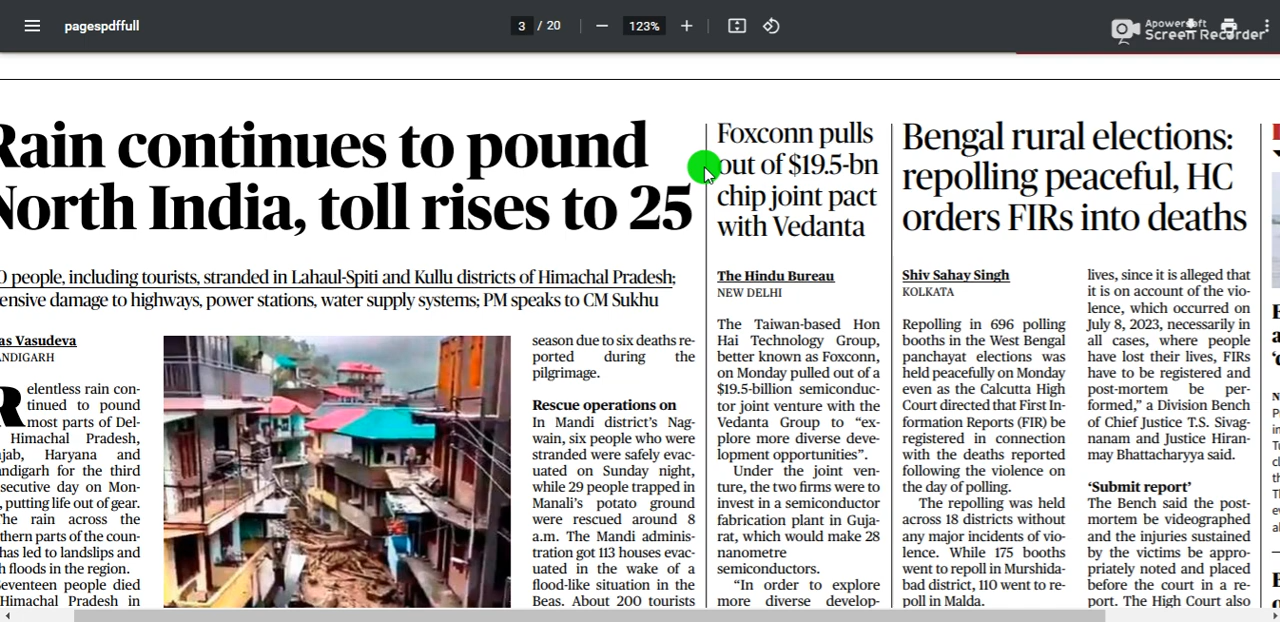 pagespdffull
3 / 20
123%
Apowersoft
Screen Recorder
Rain continues to pound
North India, toll rises to 25
0 people, including tourists, stranded in Lahaul-Spiti and Kullu districts of Himachal Pradesh;
ensive damage to highways, power stations, water supply systems; PM speaks to CM Sukhu
as Vasudeva
ANDIGARH
Relentless rain con-
tinued to pound
most parts of Del-
Himachal Pradesh,
jab, Haryana and
ndigarh for the third
secutive day on Mon-
, putting life out of gear.
The rain across the
thern parts of the coun-
has led to landslips and
h floods in the region.
Seventeen people died
Himachal Pradesh in
season due to six deaths re-
ported during the
pilgrimage.
Rescue operations on
In Mandi district's Nag-
wain, six people who were
stranded were safely evac-
uated on Sunday night,
while 29 people trapped in
Manali's potato ground
were rescued around 8
a.m. The Mandi adminis-
tration got 113 houses evac-
uated in the wake of a
flood-like situation in the
Beas. About 200 tourists
Foxconn pulls
out of $19.5-bn
chip joint pact
with Vedanta
The Hindu Bureau
NEW DELHI
The Taiwan-based Hon
Hai Technology Group,
better known as Foxconn,
on Monday pulled out of a
$19.5-billion semiconduc-
tor joint venture with the
Vedanta Group to “ex-
plore more diverse deve-
lopment opportunities”.
Under the joint ven-
ture, the two firms were to
invest in a semiconductor
fabrication plant in Guja-
rat, which would make 28
nanometre
semiconductors.
“In order to explore
more diverse develop-
Bengal rural elections:
repolling peaceful, HC
orders FIRs into deaths
Shiv Sahay Singh
KOLKATA
Repolling in 696 polling
booths in the West Bengal
panchayat elections was
held peacefully on Monday
even as the Calcutta High
Court directed that First In-
formation Reports (FIR) be
registered in connection
with the deaths reported
following the violence on
the day of polling.
The repolling was held
across 18 districts without
any major incidents of vio-
lence. While 175 booths
went to repoll in Murshida-
bad district, 110 went to re-
poll in Malda.
lives, since it is alleged that
it is on account of the vio-
lence, which occurred on
July 8, 2023, necessarily in
all cases, where people
have lost their lives, FIRs
have to be registered and
post-mortem be per-
formed,” a Division Bench
of Chief Justice T.S. Sivag-
nanam and Justice Hiran-
may Bhattacharyya said.
‘Submit report’
The Bench said the post-
mortem be videographed
and the injuries sustained
by the victims be appro-
priately noted and placed
before the court in a re-
port. The High Court also